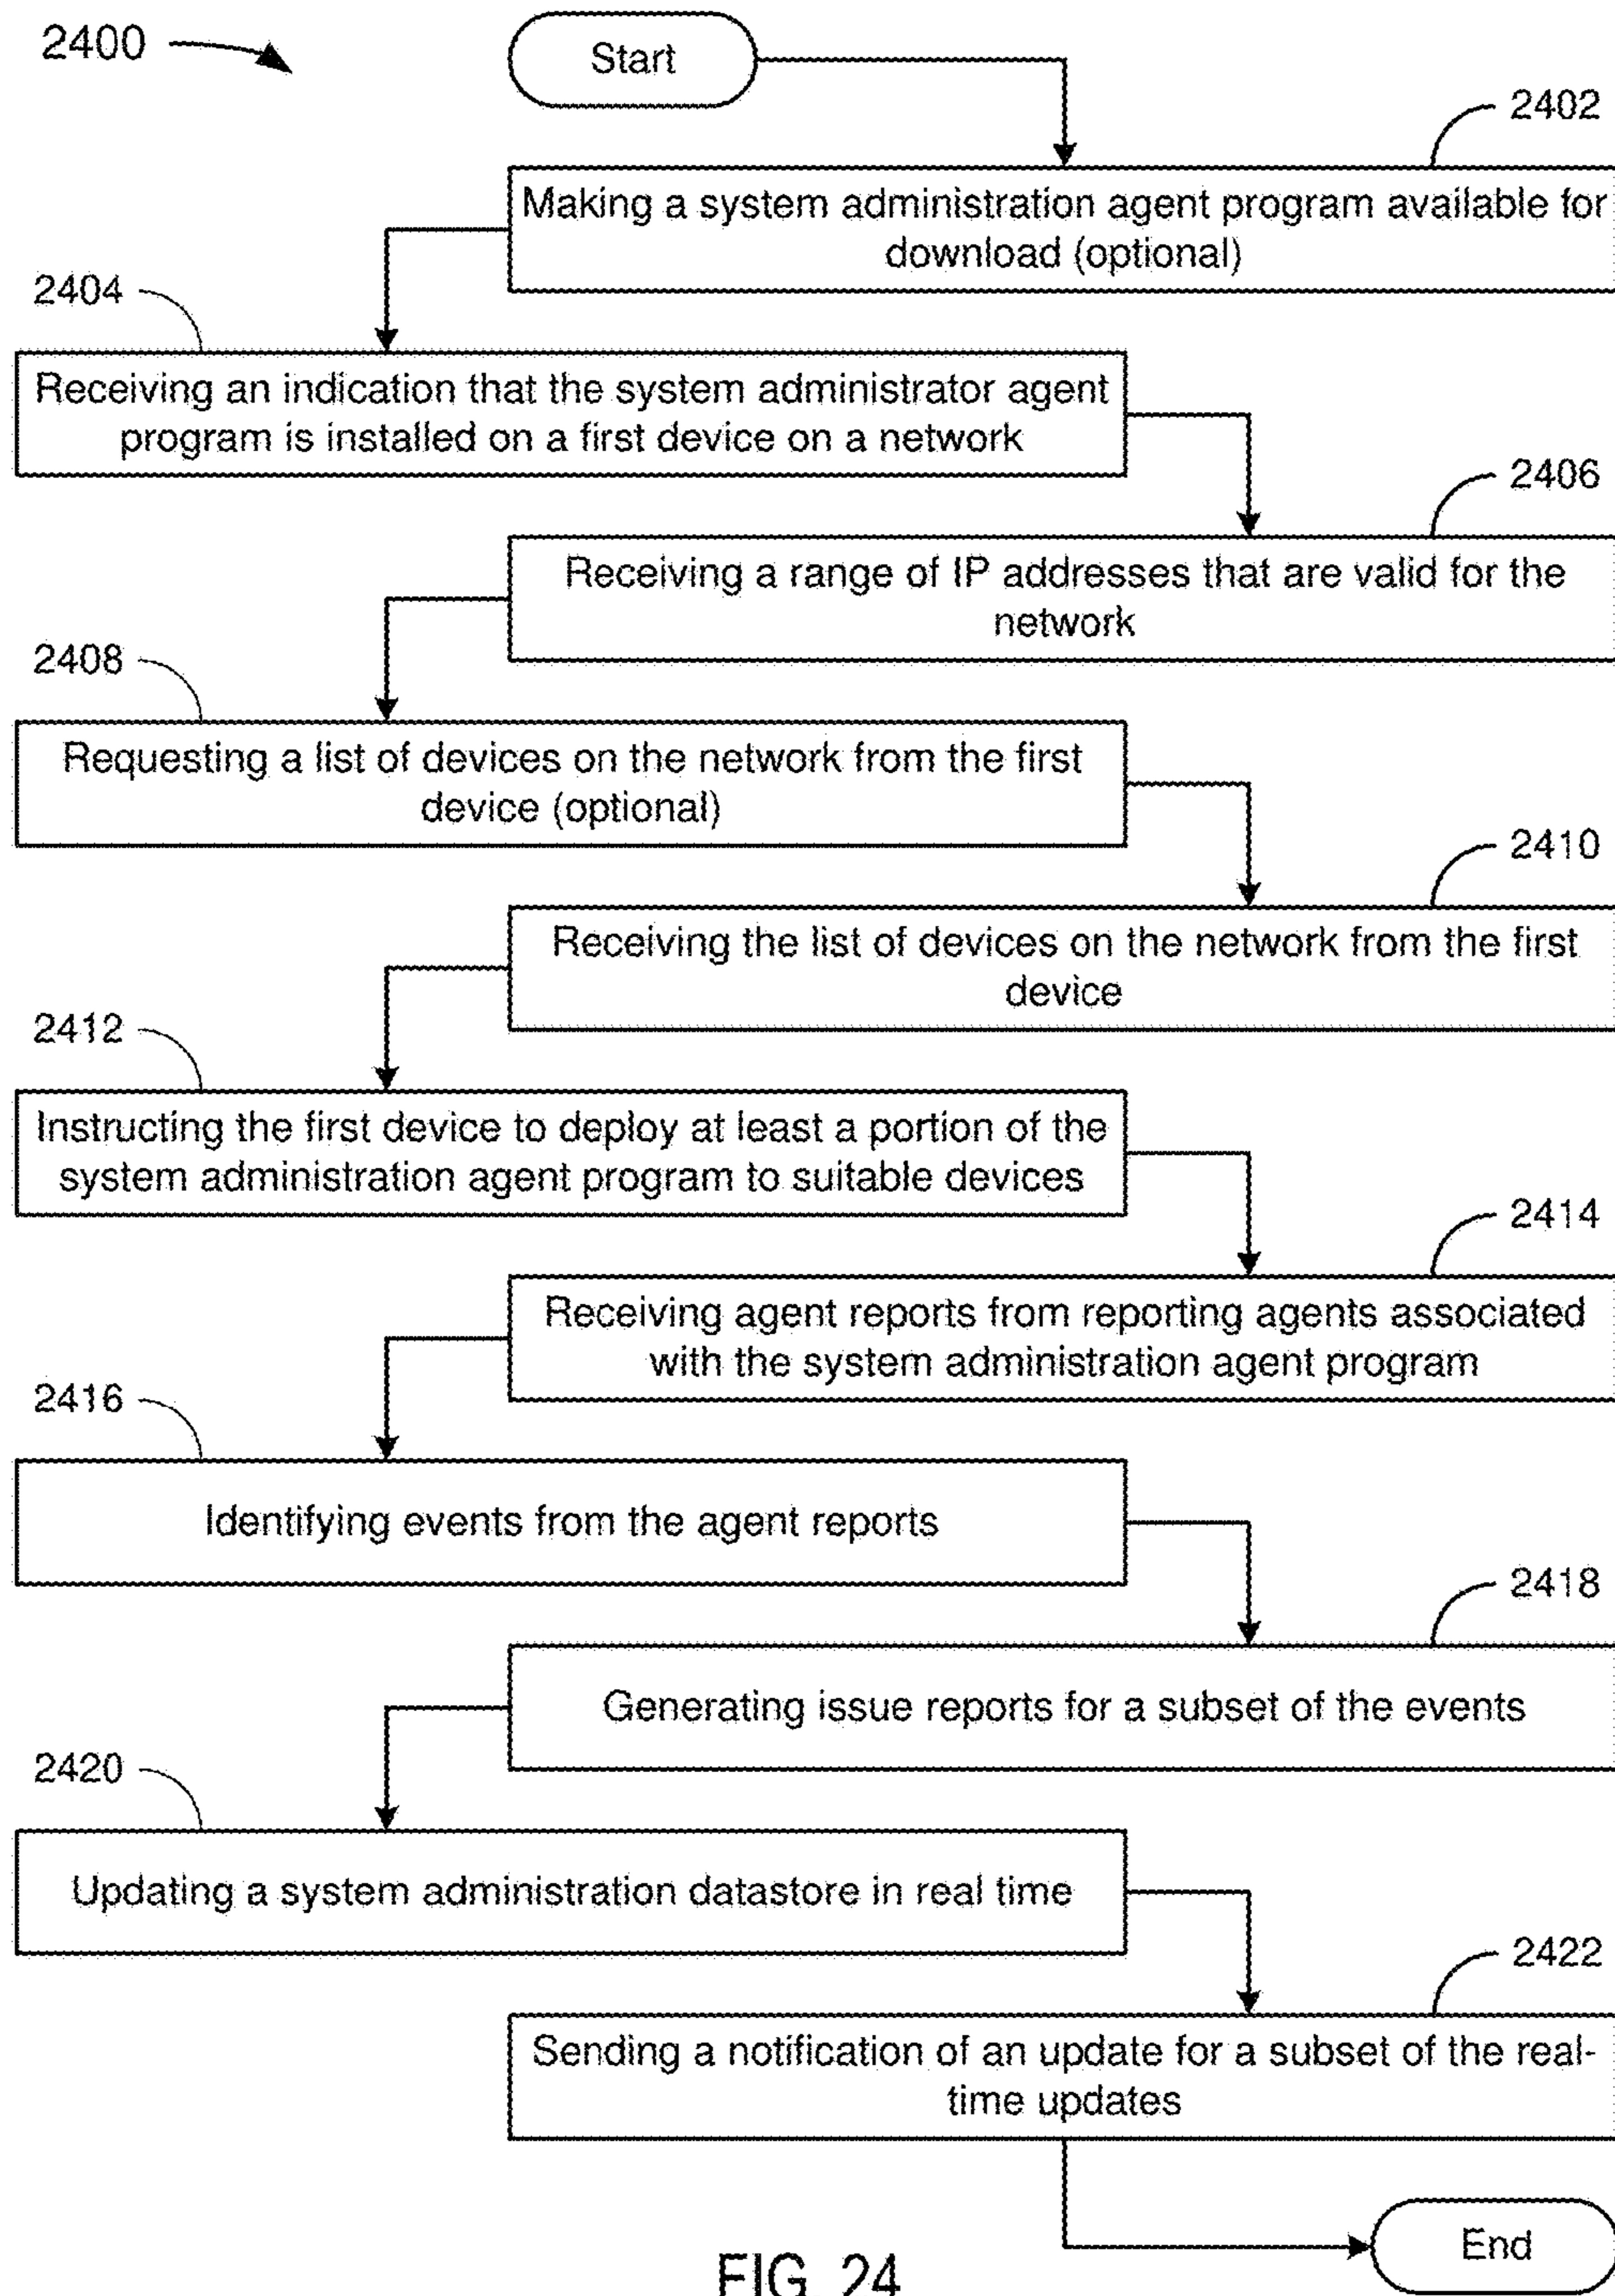 2400
Start
2402
Making a system administration agent program available for
download (optional)
2404
Receiving an indication that the system administrator agent
program is installed on a first device on a network
2406
Receiving a range of IP addresses that are valid for the
network
2408
Requesting a list of devices on the network from the first
device (optional)
2410
Receiving the list of devices on the network from the first
device
2412
Instructing the first device to deploy at least a portion of the
system administration agent program to suitable devices
2414
Receiving agent reports from reporting agents associated
with the system administration agent program
2416
Identifying events from the agent reports
2418
Generating issue reports for a subset of the events
2420
Updating a system administration datastore in real time
2422
Sending a notification of an update for a subset of the real-
time updates
End
FIG. 24